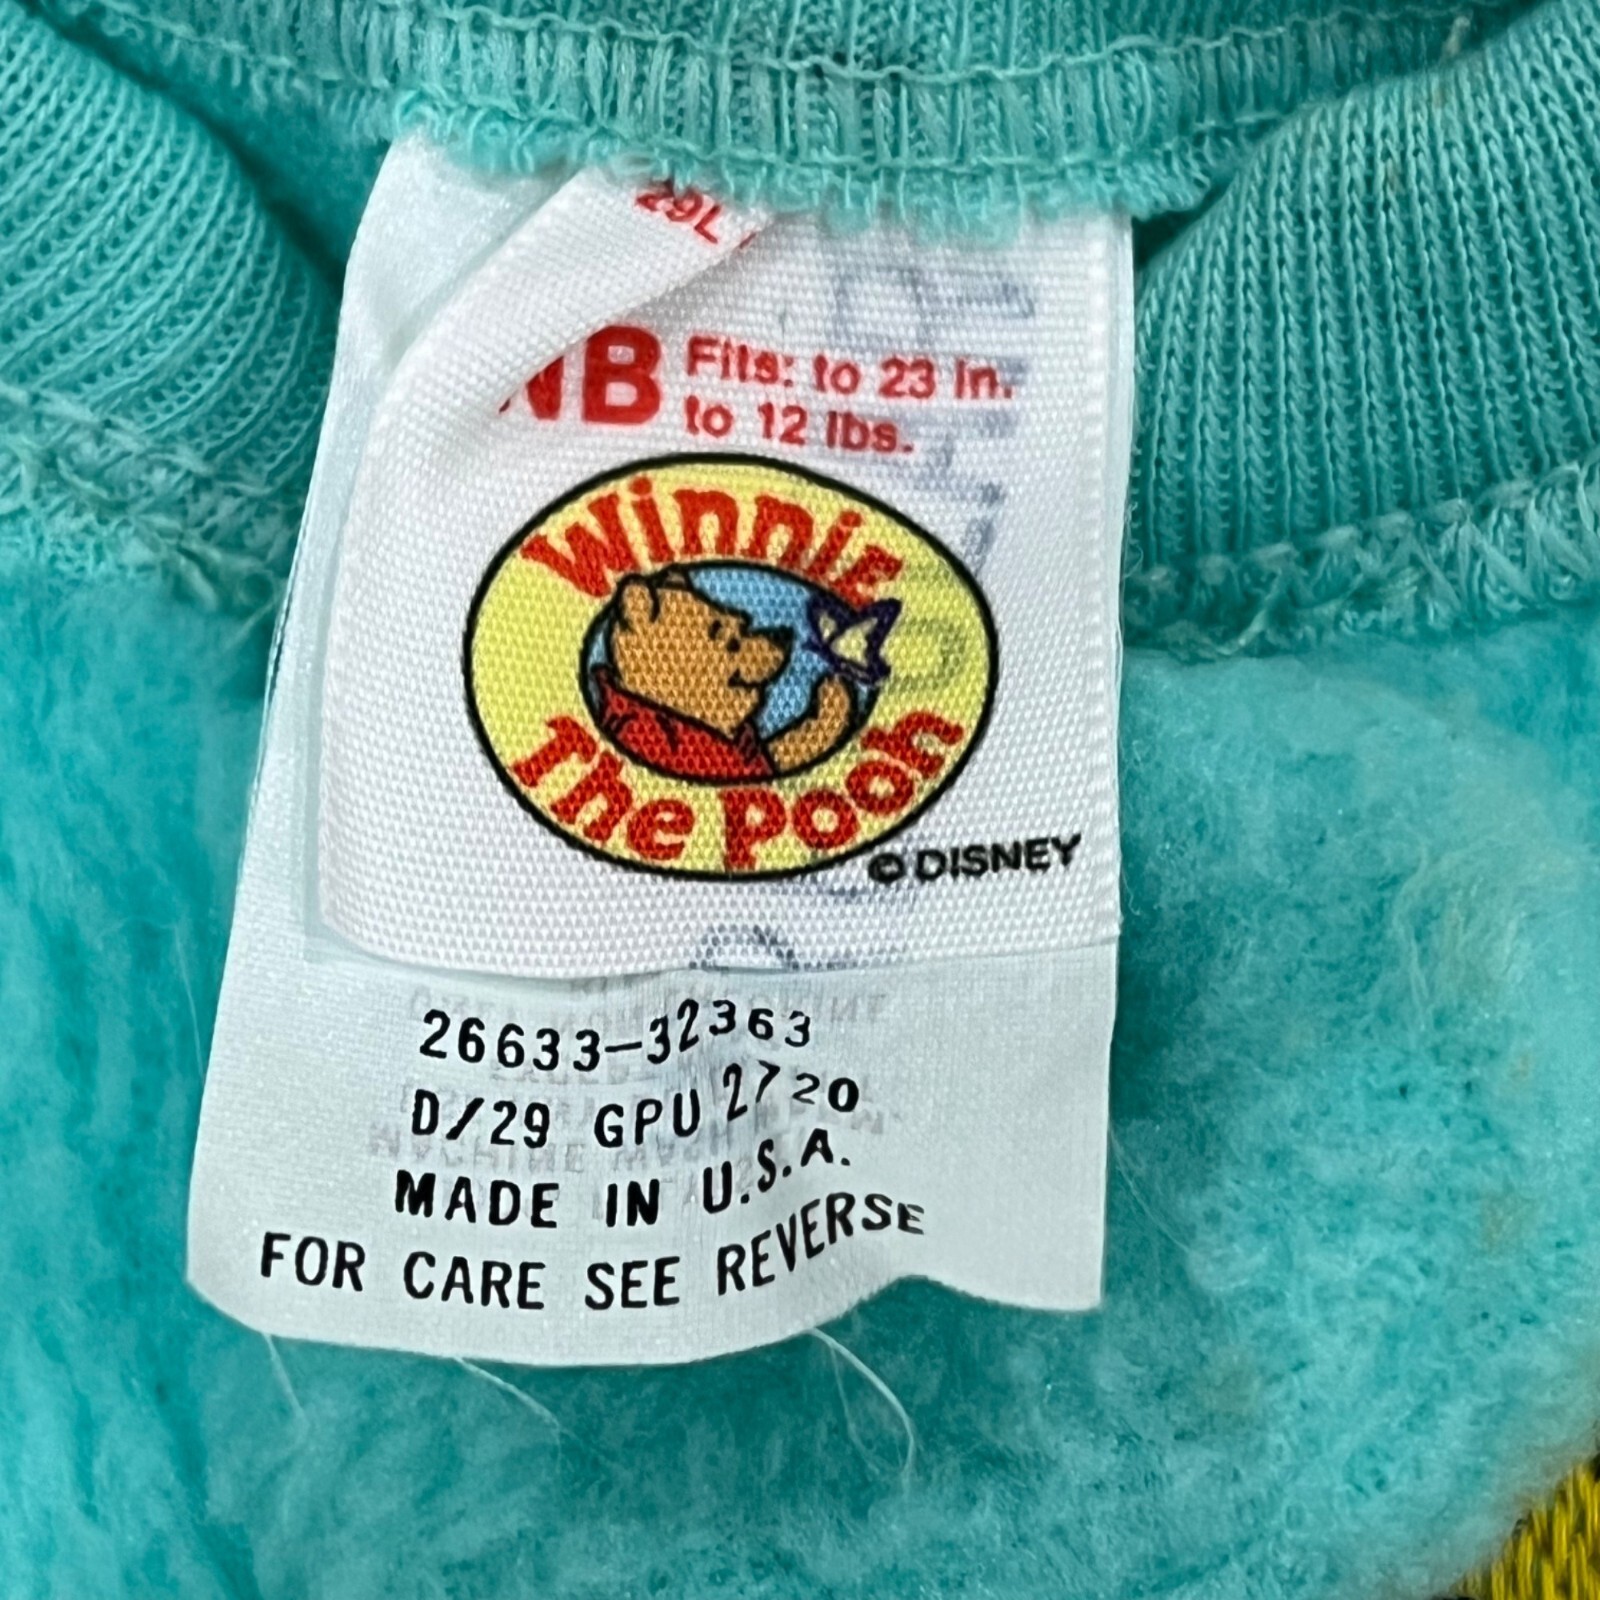 29L
NB
Fits: to 23 in.
to 12 lbs.
Winnie
The Pooh
© DISNEY
26633-32363
D/29 GPU 2720
MADE IN U.S.A.
FOR CARE SEE REVERSE